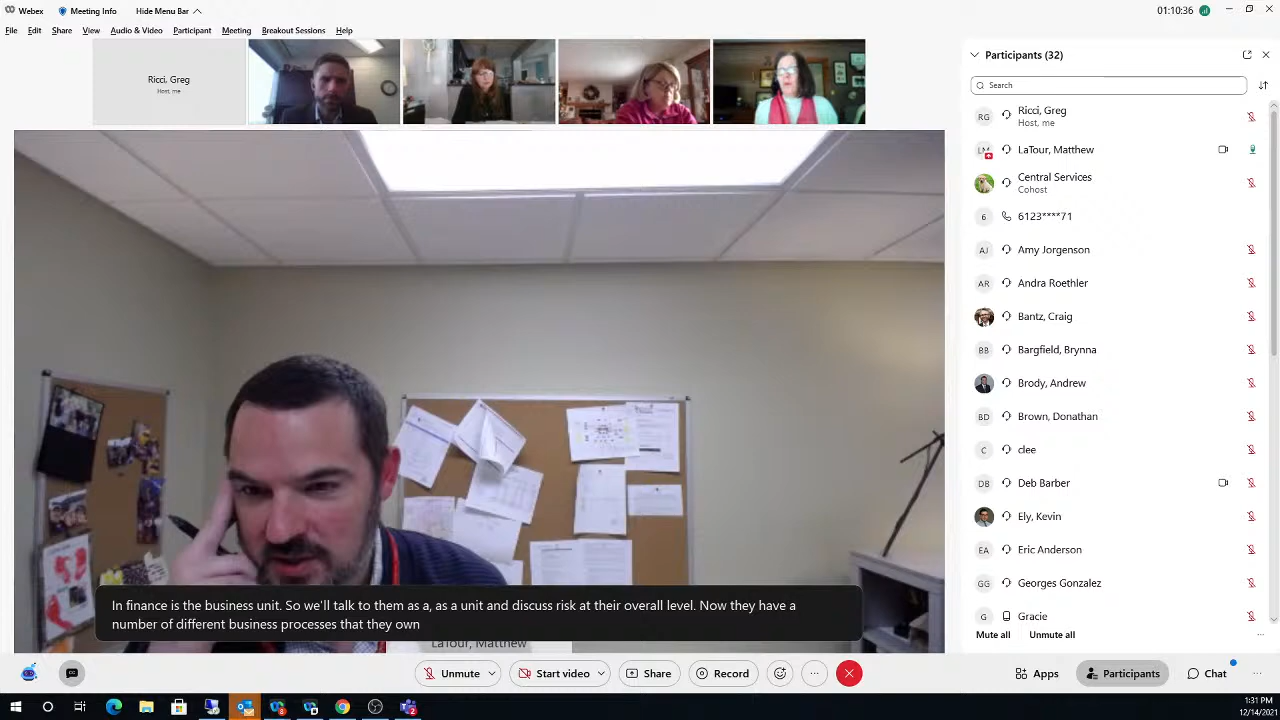 Webex
Meeting Info
Hide Menu Bar
01:10:36
File Edit Share View Audio & Video Participant Meeting Breakout Sessions Help
Ricci, Greg
Host, me
Participants (32)
Search
RG Ricci, Greg
Host, me
LaTour, Matthew
Central Services
Cohost
6 6123****71
AJ Amy Jorgenson
AR Andra Roethler
Bantz, Craig
BB Bargfield, Brynna
Brody, Andrew
BD Brown, Donathan
C clee
DB Deb Barber
Ely, Kevin
EA Eric Anderson
GG Georges Gonzalez
G Gracie
Mute all Unmute all
In finance is the business unit. So we'll talk to them as a, as a unit and discuss risk at their overall level. Now they have a
number of different business processes that they own
LaTour, Matthew
Unmute Start video Share Record Apps Participants Chat
1:31 PM
12/14/2021